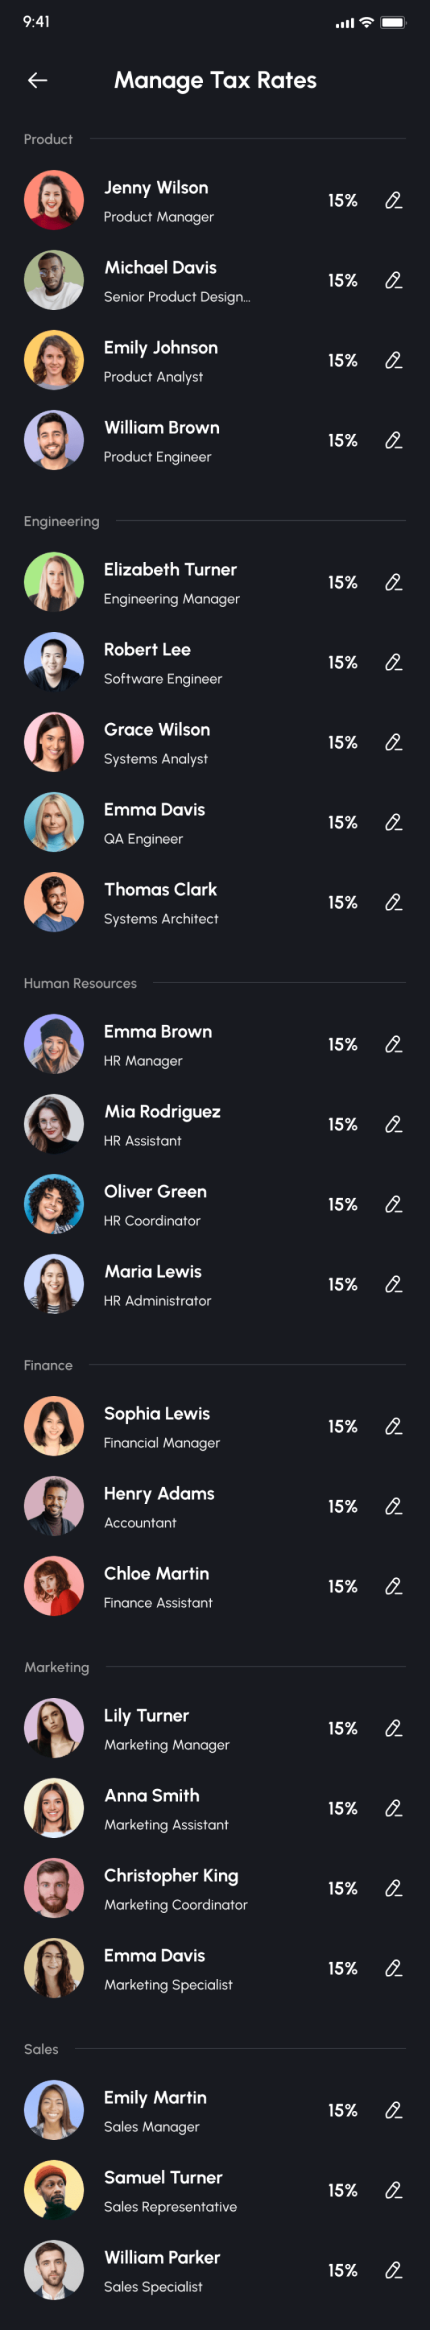 9:41
Manage Tax Rates
Product
Jenny Wilson
Product Manager
15%
Michael Davis
Senior Product Design...
15%
Emily Johnson
Product Analyst
15%
William Brown
Product Engineer
15%
Engineering
Elizabeth Turner
Engineering Manager
15%
Robert Lee
Software Engineer
15%
Grace Wilson
Systems Analyst
15%
Emma Davis
QA Engineer
15%
Thomas Clark
Systems Architect
15%
Human Resources
Emma Brown
HR Manager
15%
Mia Rodriguez
HR Assistant
15%
Oliver Green
HR Coordinator
15%
Maria Lewis
HR Administrator
15%
Finance
Sophia Lewis
Financial Manager
15%
Henry Adams
Accountant
15%
Chloe Martin
Finance Assistant
15%
Marketing
Lily Turner
Marketing Manager
15%
Anna Smith
Marketing Assistant
15%
Christopher King
Marketing Coordinator
15%
Emma Davis
Marketing Specialist
15%
Sales
Emily Martin
Sales Manager
15%
Samuel Turner
Sales Representative
15%
William Parker
Sales Specialist
15%